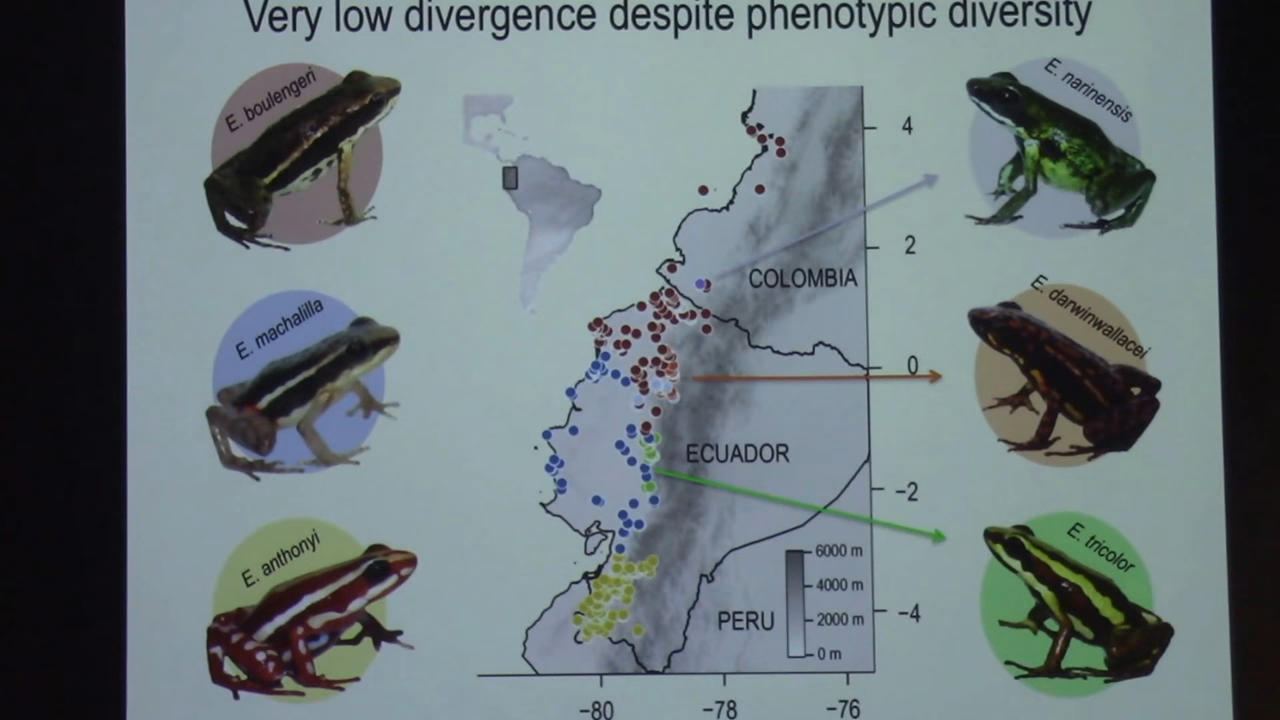 Very low divergence despite phenotypic diversity
E. boulengeri
E. narinensis
E. machalilla
E. darwinwallacei
E. anthonyi
E. tricolor
COLOMBIA
ECUADOR
PERU
6000 m
4000 m
2000 m
0 m
4
2
0
−2
−4
−80
−78
−76